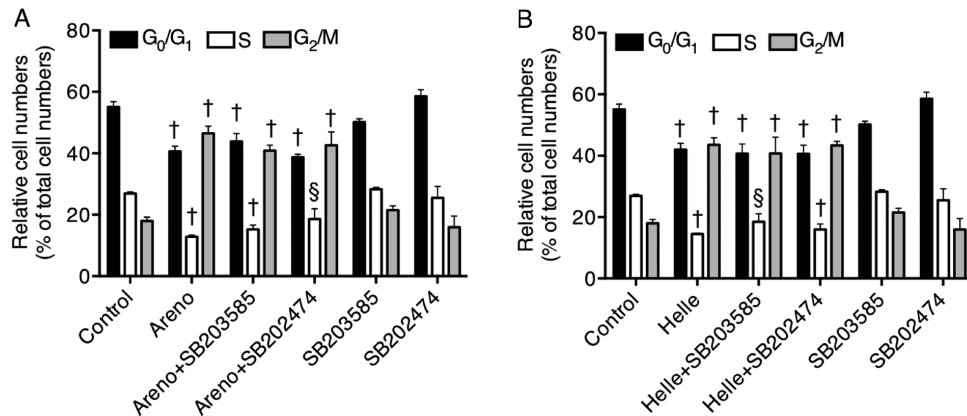 A
G0/G1 S G2/M
Relative cell numbers
(% of total cell numbers)
80
60
40
20
0
† † † † † † † § †
Control
Areno
Areno+SB203585
Areno+SB202474
SB203585
SB202474
B
G0/G1 S G2/M
Relative cell numbers
(% of total cell numbers)
80
60
40
20
0
† † † † § † † † †
Control
Helle
Helle+SB203585
Helle+SB202474
SB203585
SB202474